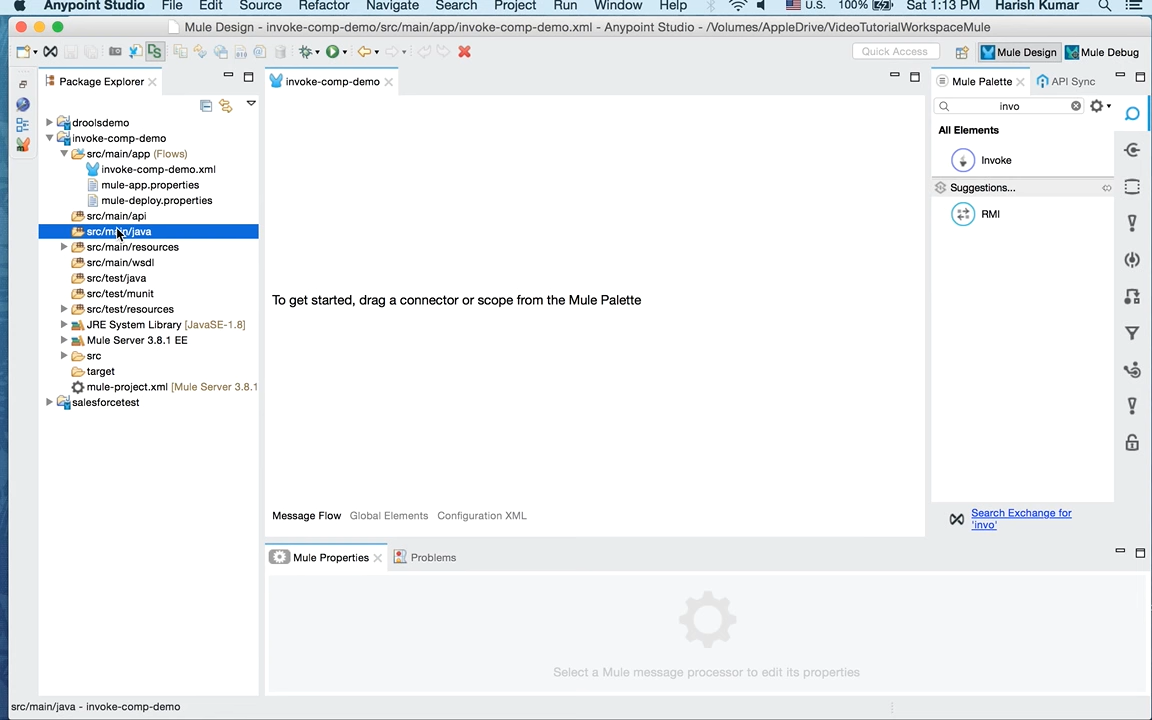 Anypoint Studio File Edit Source Refactor Navigate Search Project Run Window Help U.S. 100% Sat 1:13 PM Harish Kumar
Mule Design - invoke-comp-demo/src/main/app/invoke-comp-demo.xml - Anypoint Studio - /Volumes/AppleDrive/VideoTutorialWorkspaceMule
Quick Access Mule Design Mule Debug
Package Explorer
droolsdemo
invoke-comp-demo
src/main/app (Flows)
invoke-comp-demo.xml
mule-app.properties
mule-deploy.properties
src/main/api
src/main/java
src/main/resources
src/main/wsdl
src/test/java
src/test/munit
src/test/resources
JRE System Library [JavaSE-1.8]
Mule Server 3.8.1 EE
src
target
mule-project.xml [Mule Server 3.8.1
salesforcetest
invoke-comp-demo
To get started, drag a connector or scope from the Mule Palette
Message Flow Global Elements Configuration XML
Mule Palette API Sync
invo
All Elements
Invoke
Suggestions...
RMI
Search Exchange for
'invo'
Mule Properties Problems
Select a Mule message processor to edit its properties
src/main/java - invoke-comp-demo